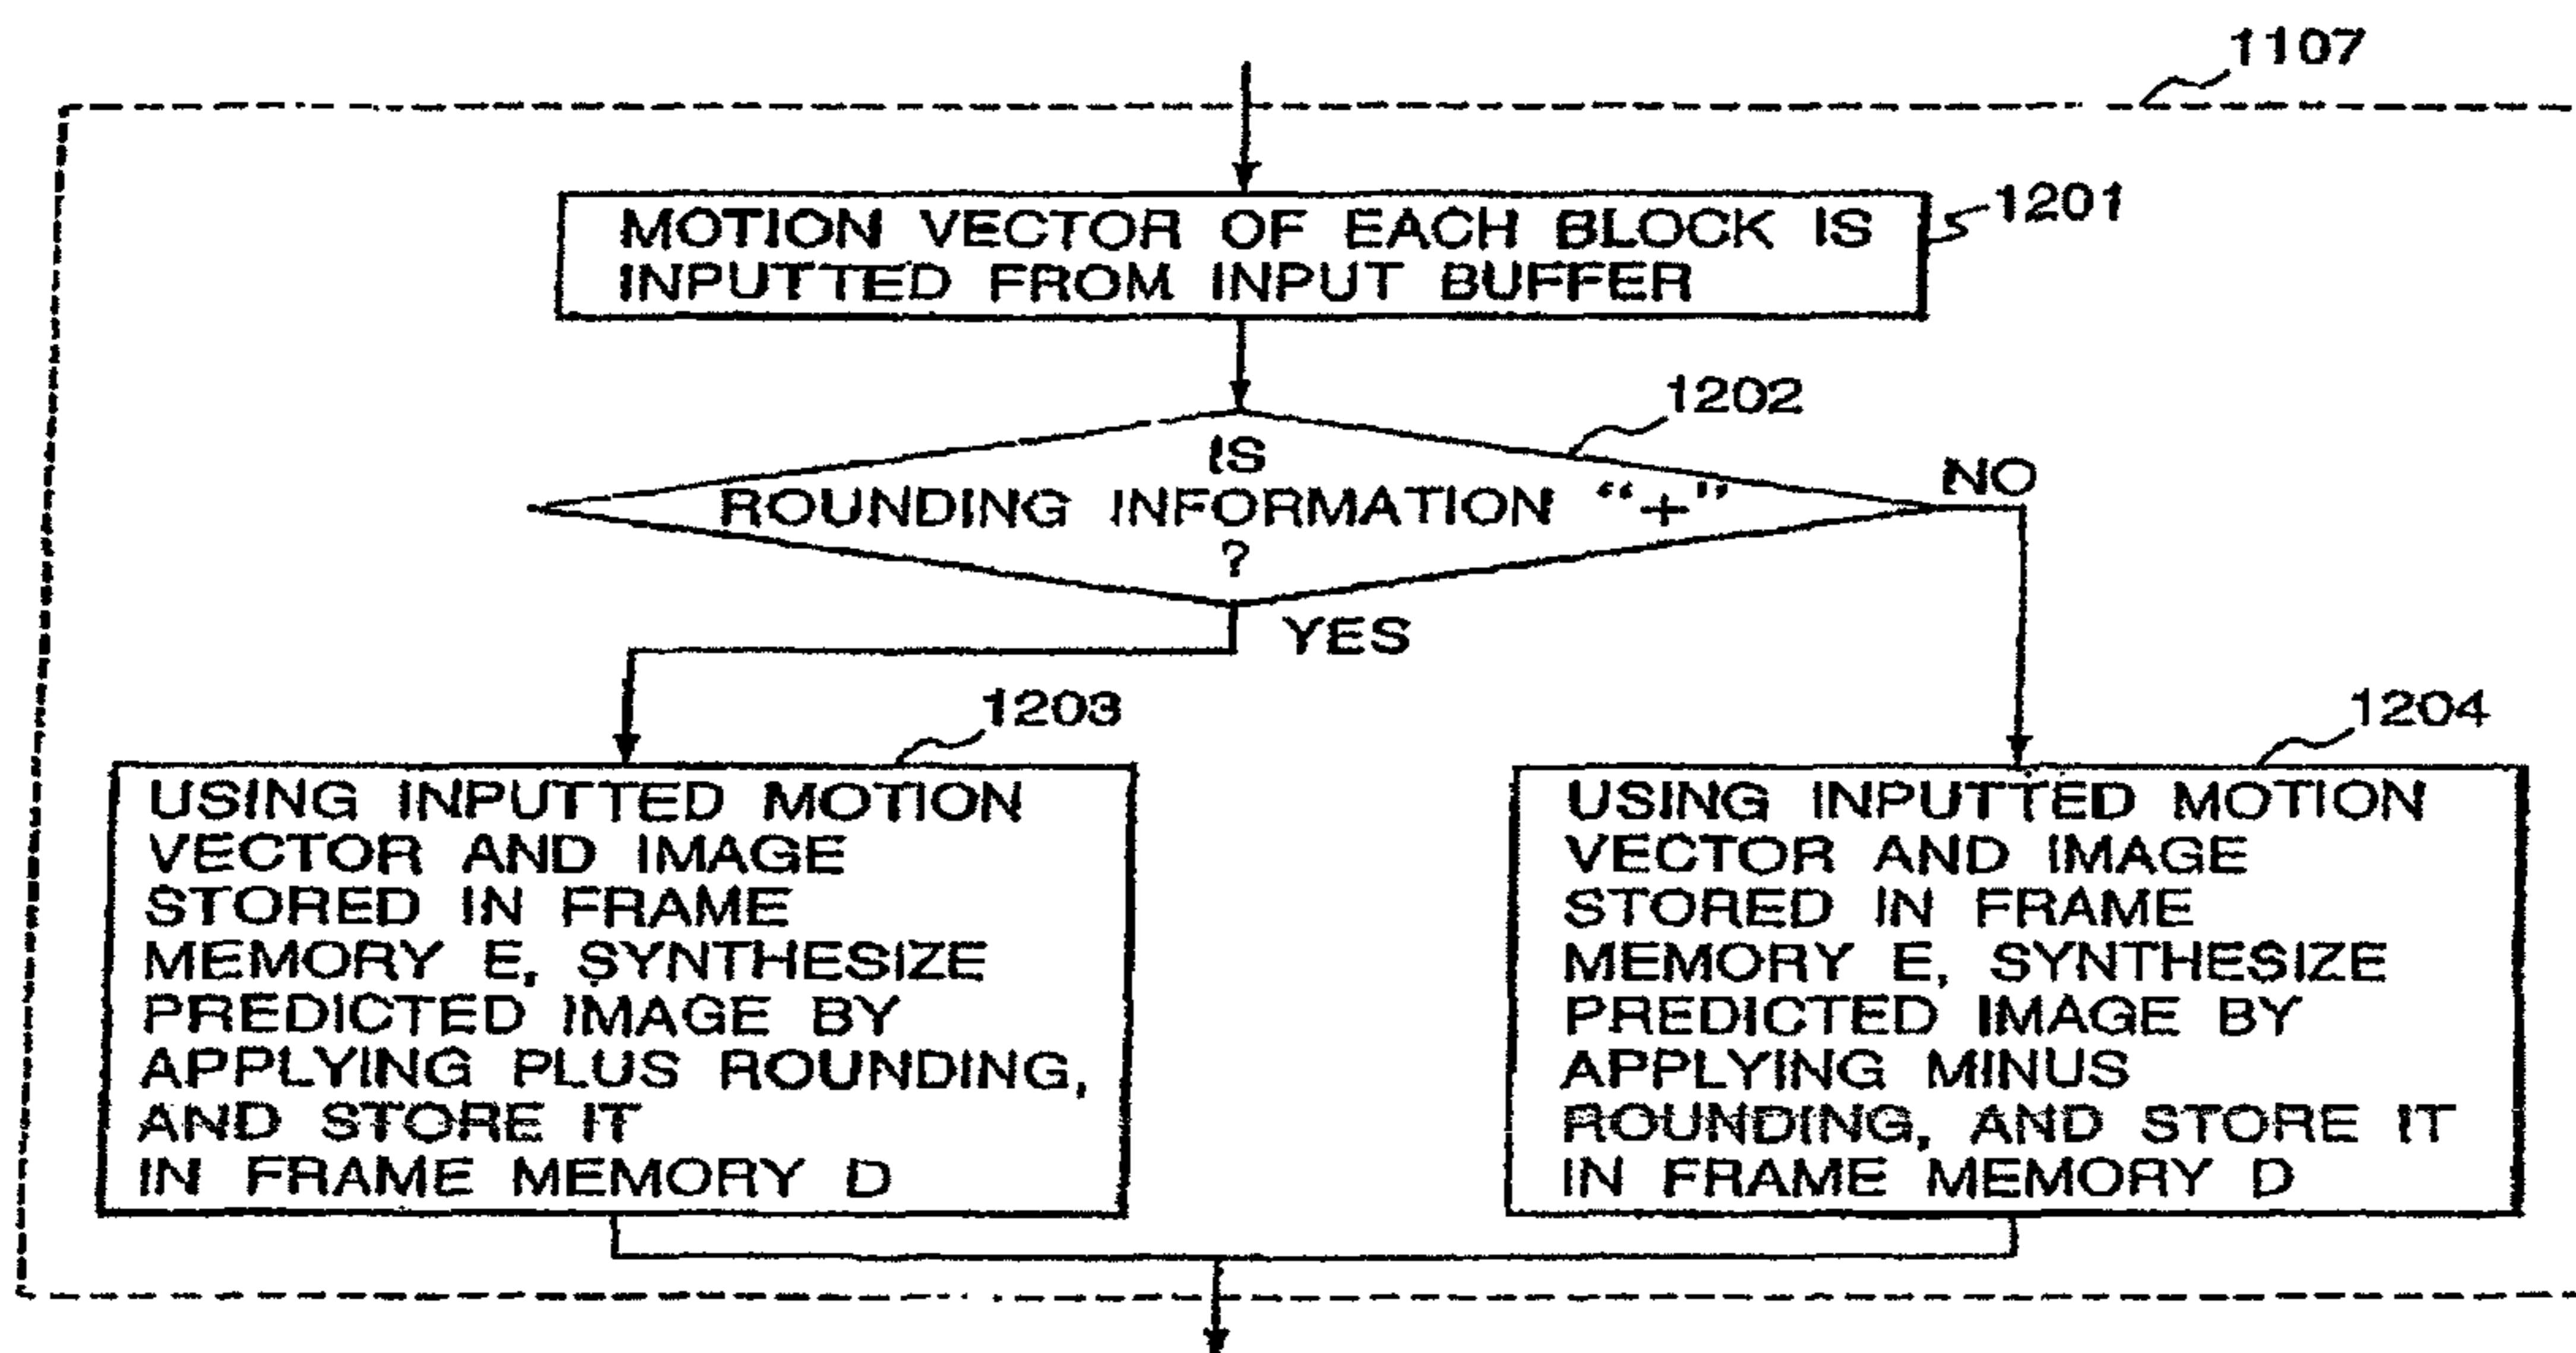 1107
MOTION VECTOR OF EACH BLOCK IS
INPUTTED FROM INPUT BUFFER
1201
1202
IS
ROUNDING INFORMATION "+"
?
NO
YES
1203
USING INPUTTED MOTION
VECTOR AND IMAGE
STORED IN FRAME
MEMORY E, SYNTHESIZE
PREDICTED IMAGE BY
APPLYING PLUS ROUNDING,
AND STORE IT
IN FRAME MEMORY D
1204
USING INPUTTED MOTION
VECTOR AND IMAGE
STORED IN FRAME
MEMORY E, SYNTHESIZE
PREDICTED IMAGE BY
APPLYING MINUS
ROUNDING, AND STORE IT
IN FRAME MEMORY D